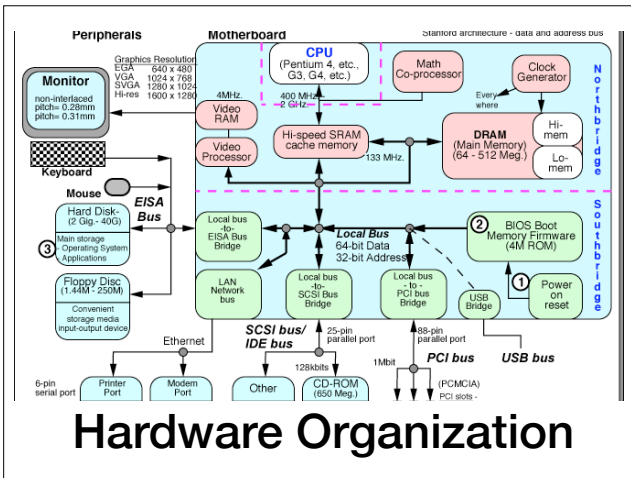 Peripherals
Motherboard
Stanford architecture - data and address bus
Graphics Resolution
EGA 640 x 480
VGA 1024 x 768
SVGA 1280 x 1024
Hi-res 1600 x 1280
Monitor
non-interlaced
pitch= 0.28mm
pitch= 0.31mm
Keyboard
Mouse
EISA
Bus
Hard Disk-
(2 Gig.- 40G)
3
Main storage
- Operating System
Applications
Floppy Disc
(1.44M - 250M)
Convenient
storage media
input-output device
CPU
(Pentium 4, etc.,
G3, G4, etc.)
400 MHz. -
2 GHz.
Math
Co-processor
Clock
Generator
Every
where
4MHz.
Video
RAM
Video
Processor
Hi-speed SRAM
cache memory
133 MHz.
DRAM
(Main Memory)
(64 - 512 Meg.)
Hi-
mem
Lo-
mem
Northbridge
Southbridge
Local bus
-to-
EISA Bus
Bridge
Local Bus
64-bit Data
32-bit Address
2
BIOS Boot
Memory Firmware
(4M ROM)
1
Power
on
reset
LAN
Network
bus
Local bus
-to-
SCSI Bus
Bridge
Local bus
- to -
PCI bus
Bridge
USB
Bridge
Ethernet
SCSI bus/
IDE bus
25-pin
parallel port
88-pin
parallel port
PCI bus
USB bus
128kbits
1Mbit
6-pin
serial port
Printer
Port
Modem
Port
Other
CD-ROM
(650 Meg.)
(PCMCIA)
PCI slots -
Hardware Organization